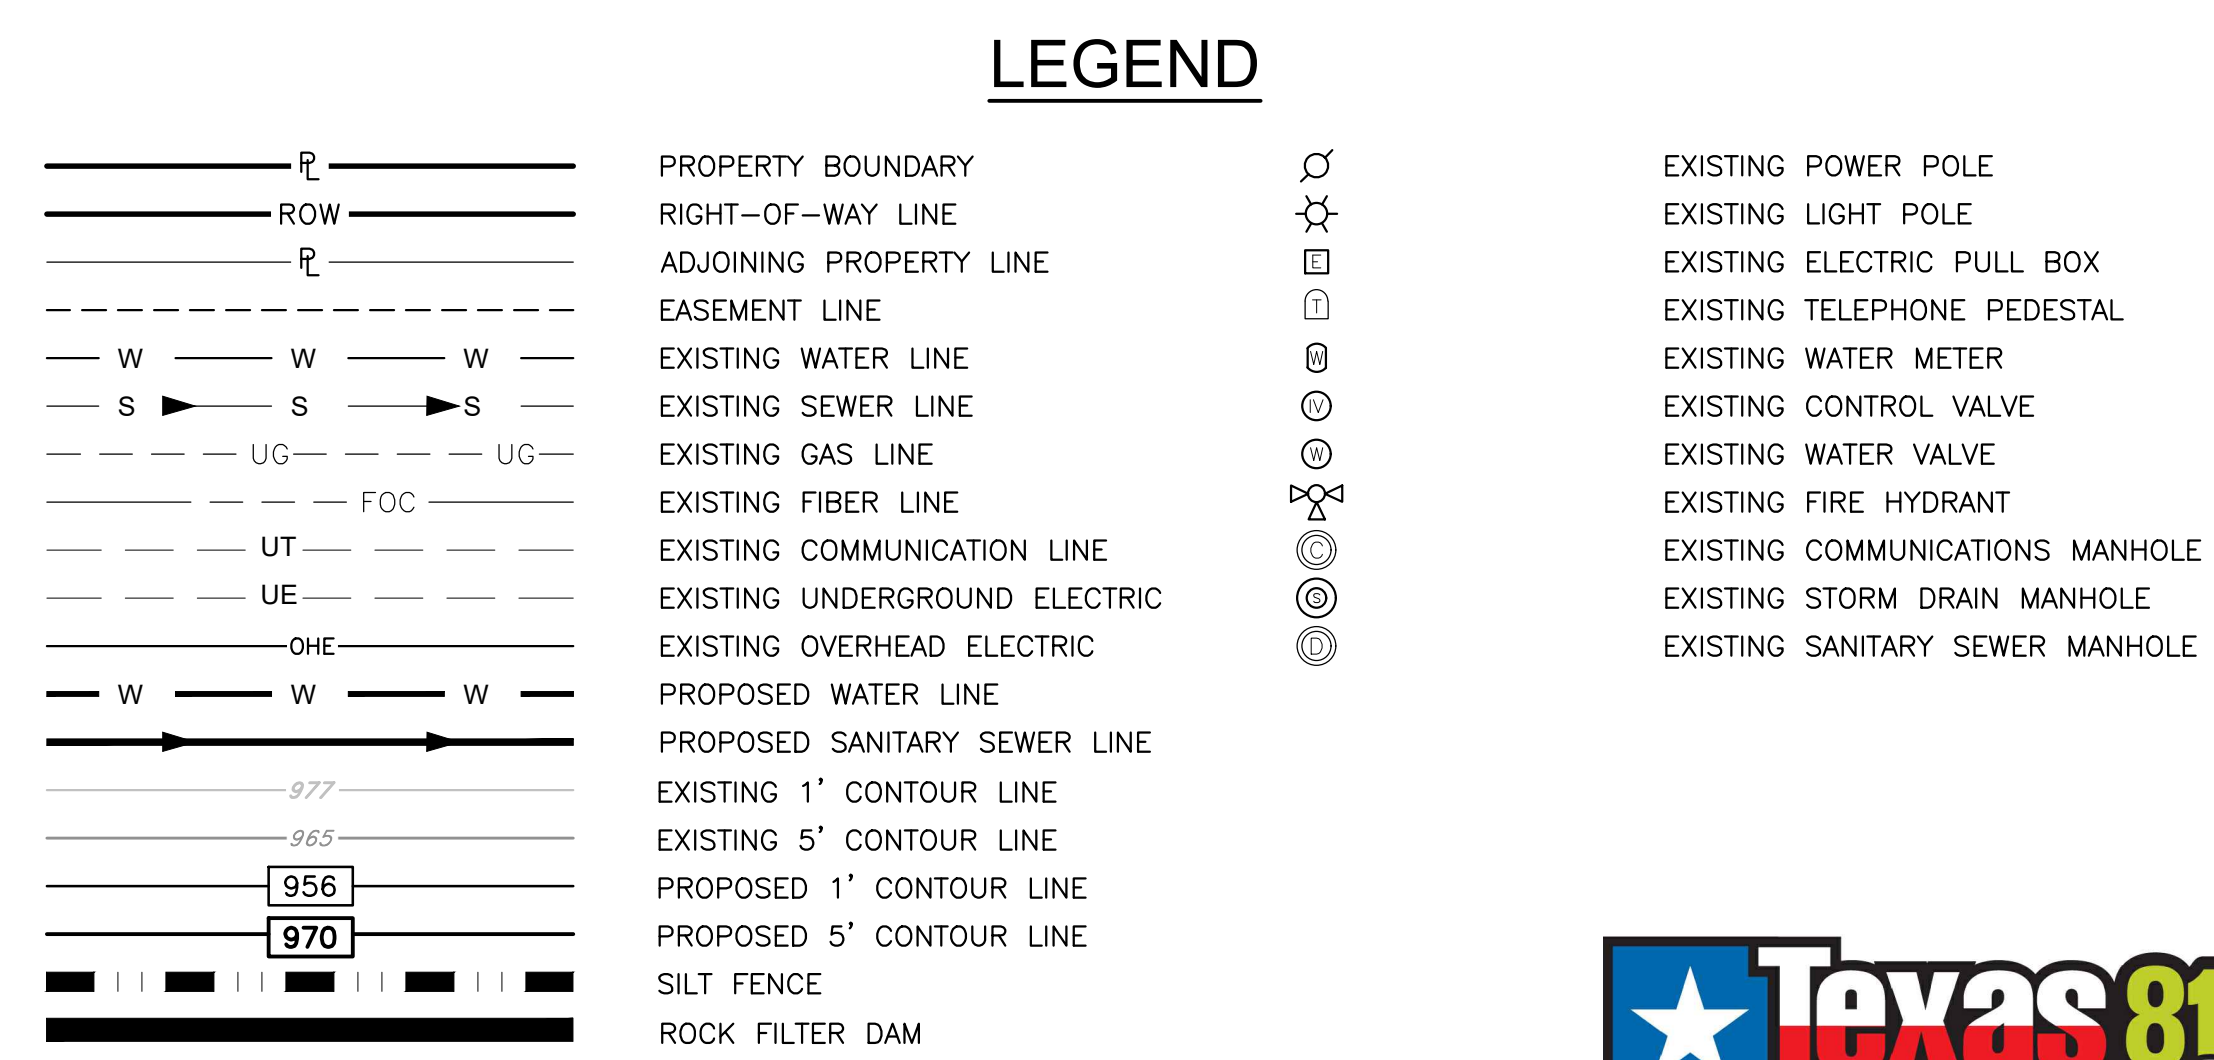 LEGEND
PL PROPERTY BOUNDARY EXISTING POWER POLE
ROW RIGHT-OF-WAY LINE EXISTING LIGHT POLE
PL ADJOINING PROPERTY LINE E EXISTING ELECTRIC PULL BOX
EASEMENT LINE T EXISTING TELEPHONE PEDESTAL
W W W EXISTING WATER LINE W EXISTING WATER METER
S S S EXISTING SEWER LINE IV EXISTING CONTROL VALVE
UG UG EXISTING GAS LINE W EXISTING WATER VALVE
FOC EXISTING FIBER LINE EXISTING FIRE HYDRANT
UT EXISTING COMMUNICATION LINE C EXISTING COMMUNICATIONS MANHOLE
UE EXISTING UNDERGROUND ELECTRIC S EXISTING STORM DRAIN MANHOLE
OHE EXISTING OVERHEAD ELECTRIC D EXISTING SANITARY SEWER MANHOLE
W W W PROPOSED WATER LINE
PROPOSED SANITARY SEWER LINE
977 EXISTING 1' CONTOUR LINE
965 EXISTING 5' CONTOUR LINE
956 PROPOSED 1' CONTOUR LINE
970 PROPOSED 5' CONTOUR LINE
SILT FENCE
ROCK FILTER DAM
Texas 81